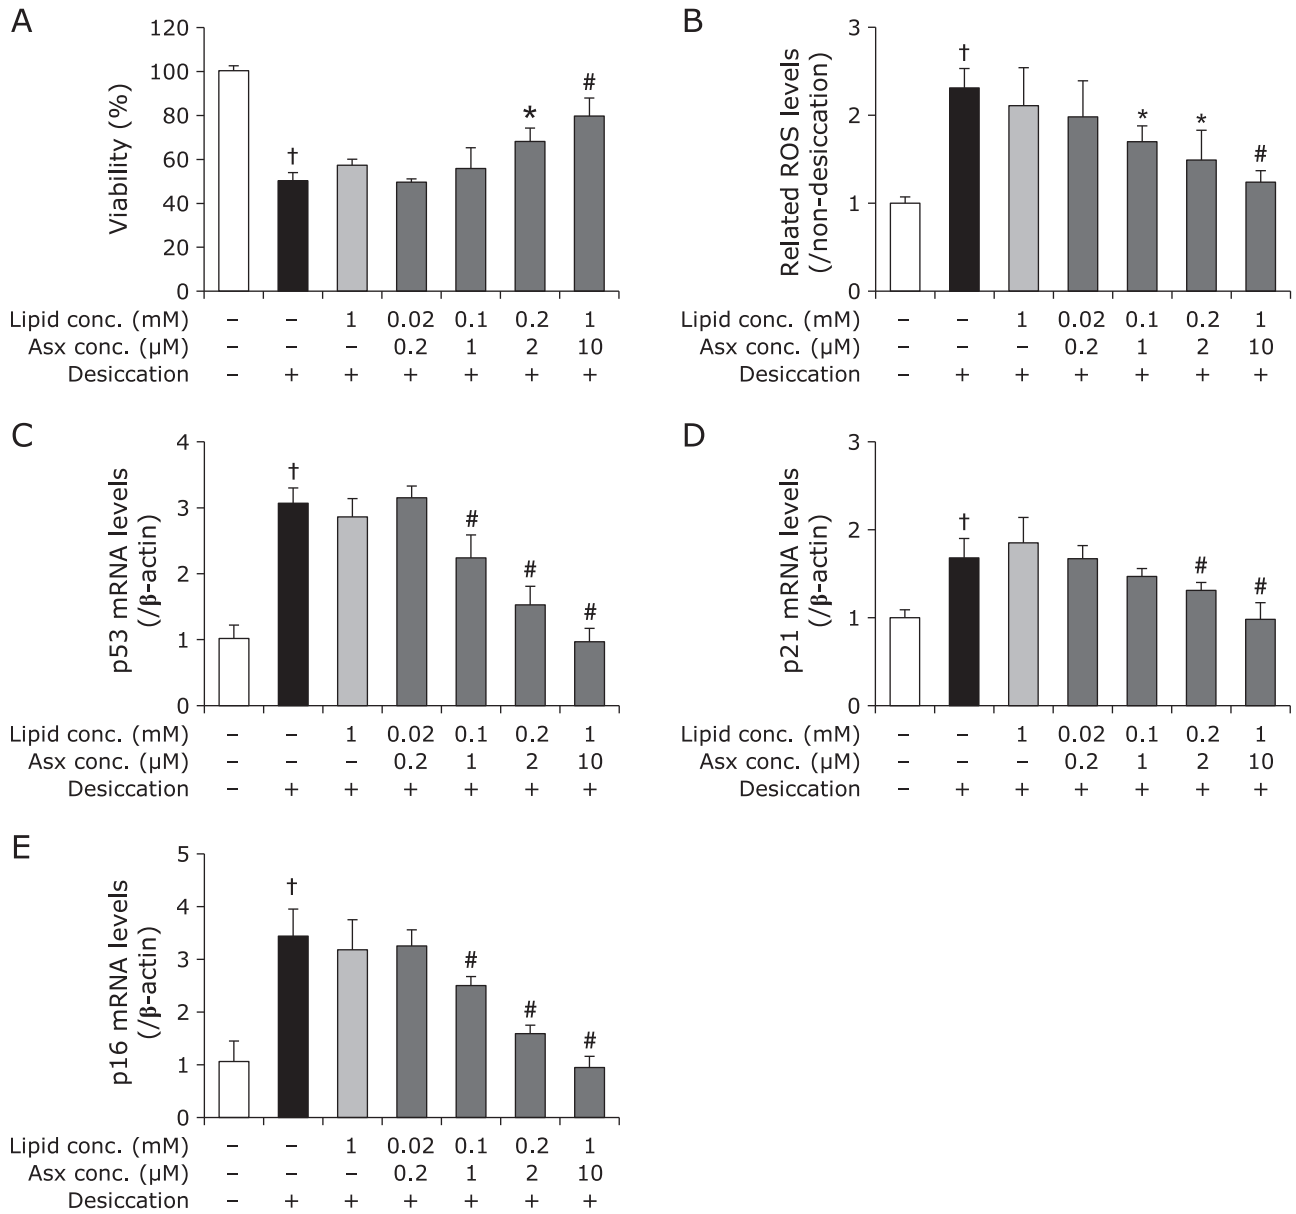 A
Viability (%)
120
100
80
60
40
20
0
†
*
#
Lipid conc. (mM) – – 1 0.02 0.1 0.2 1
Asx conc. (μM) – – – 0.2 1 2 10
Desiccation – + + + + + +
B
Related ROS levels
(/non-desiccation)
3
2
1
0
†
*
*
#
Lipid conc. (mM) – – 1 0.02 0.1 0.2 1
Asx conc. (μM) – – – 0.2 1 2 10
Desiccation – + + + + + +
C
p53 mRNA levels
(/β-actin)
4
3
2
1
0
†
#
#
#
Lipid conc. (mM) – – 1 0.02 0.1 0.2 1
Asx conc. (μM) – – – 0.2 1 2 10
Desiccation – + + + + + +
D
p21 mRNA levels
(/β-actin)
3
2
1
0
†
#
#
Lipid conc. (mM) – – 1 0.02 0.1 0.2 1
Asx conc. (μM) – – – 0.2 1 2 10
Desiccation – + + + + + +
E
p16 mRNA levels
(/β-actin)
5
4
3
2
1
0
†
#
#
#
Lipid conc. (mM) – – 1 0.02 0.1 0.2 1
Asx conc. (μM) – – – 0.2 1 2 10
Desiccation – + + + + + +